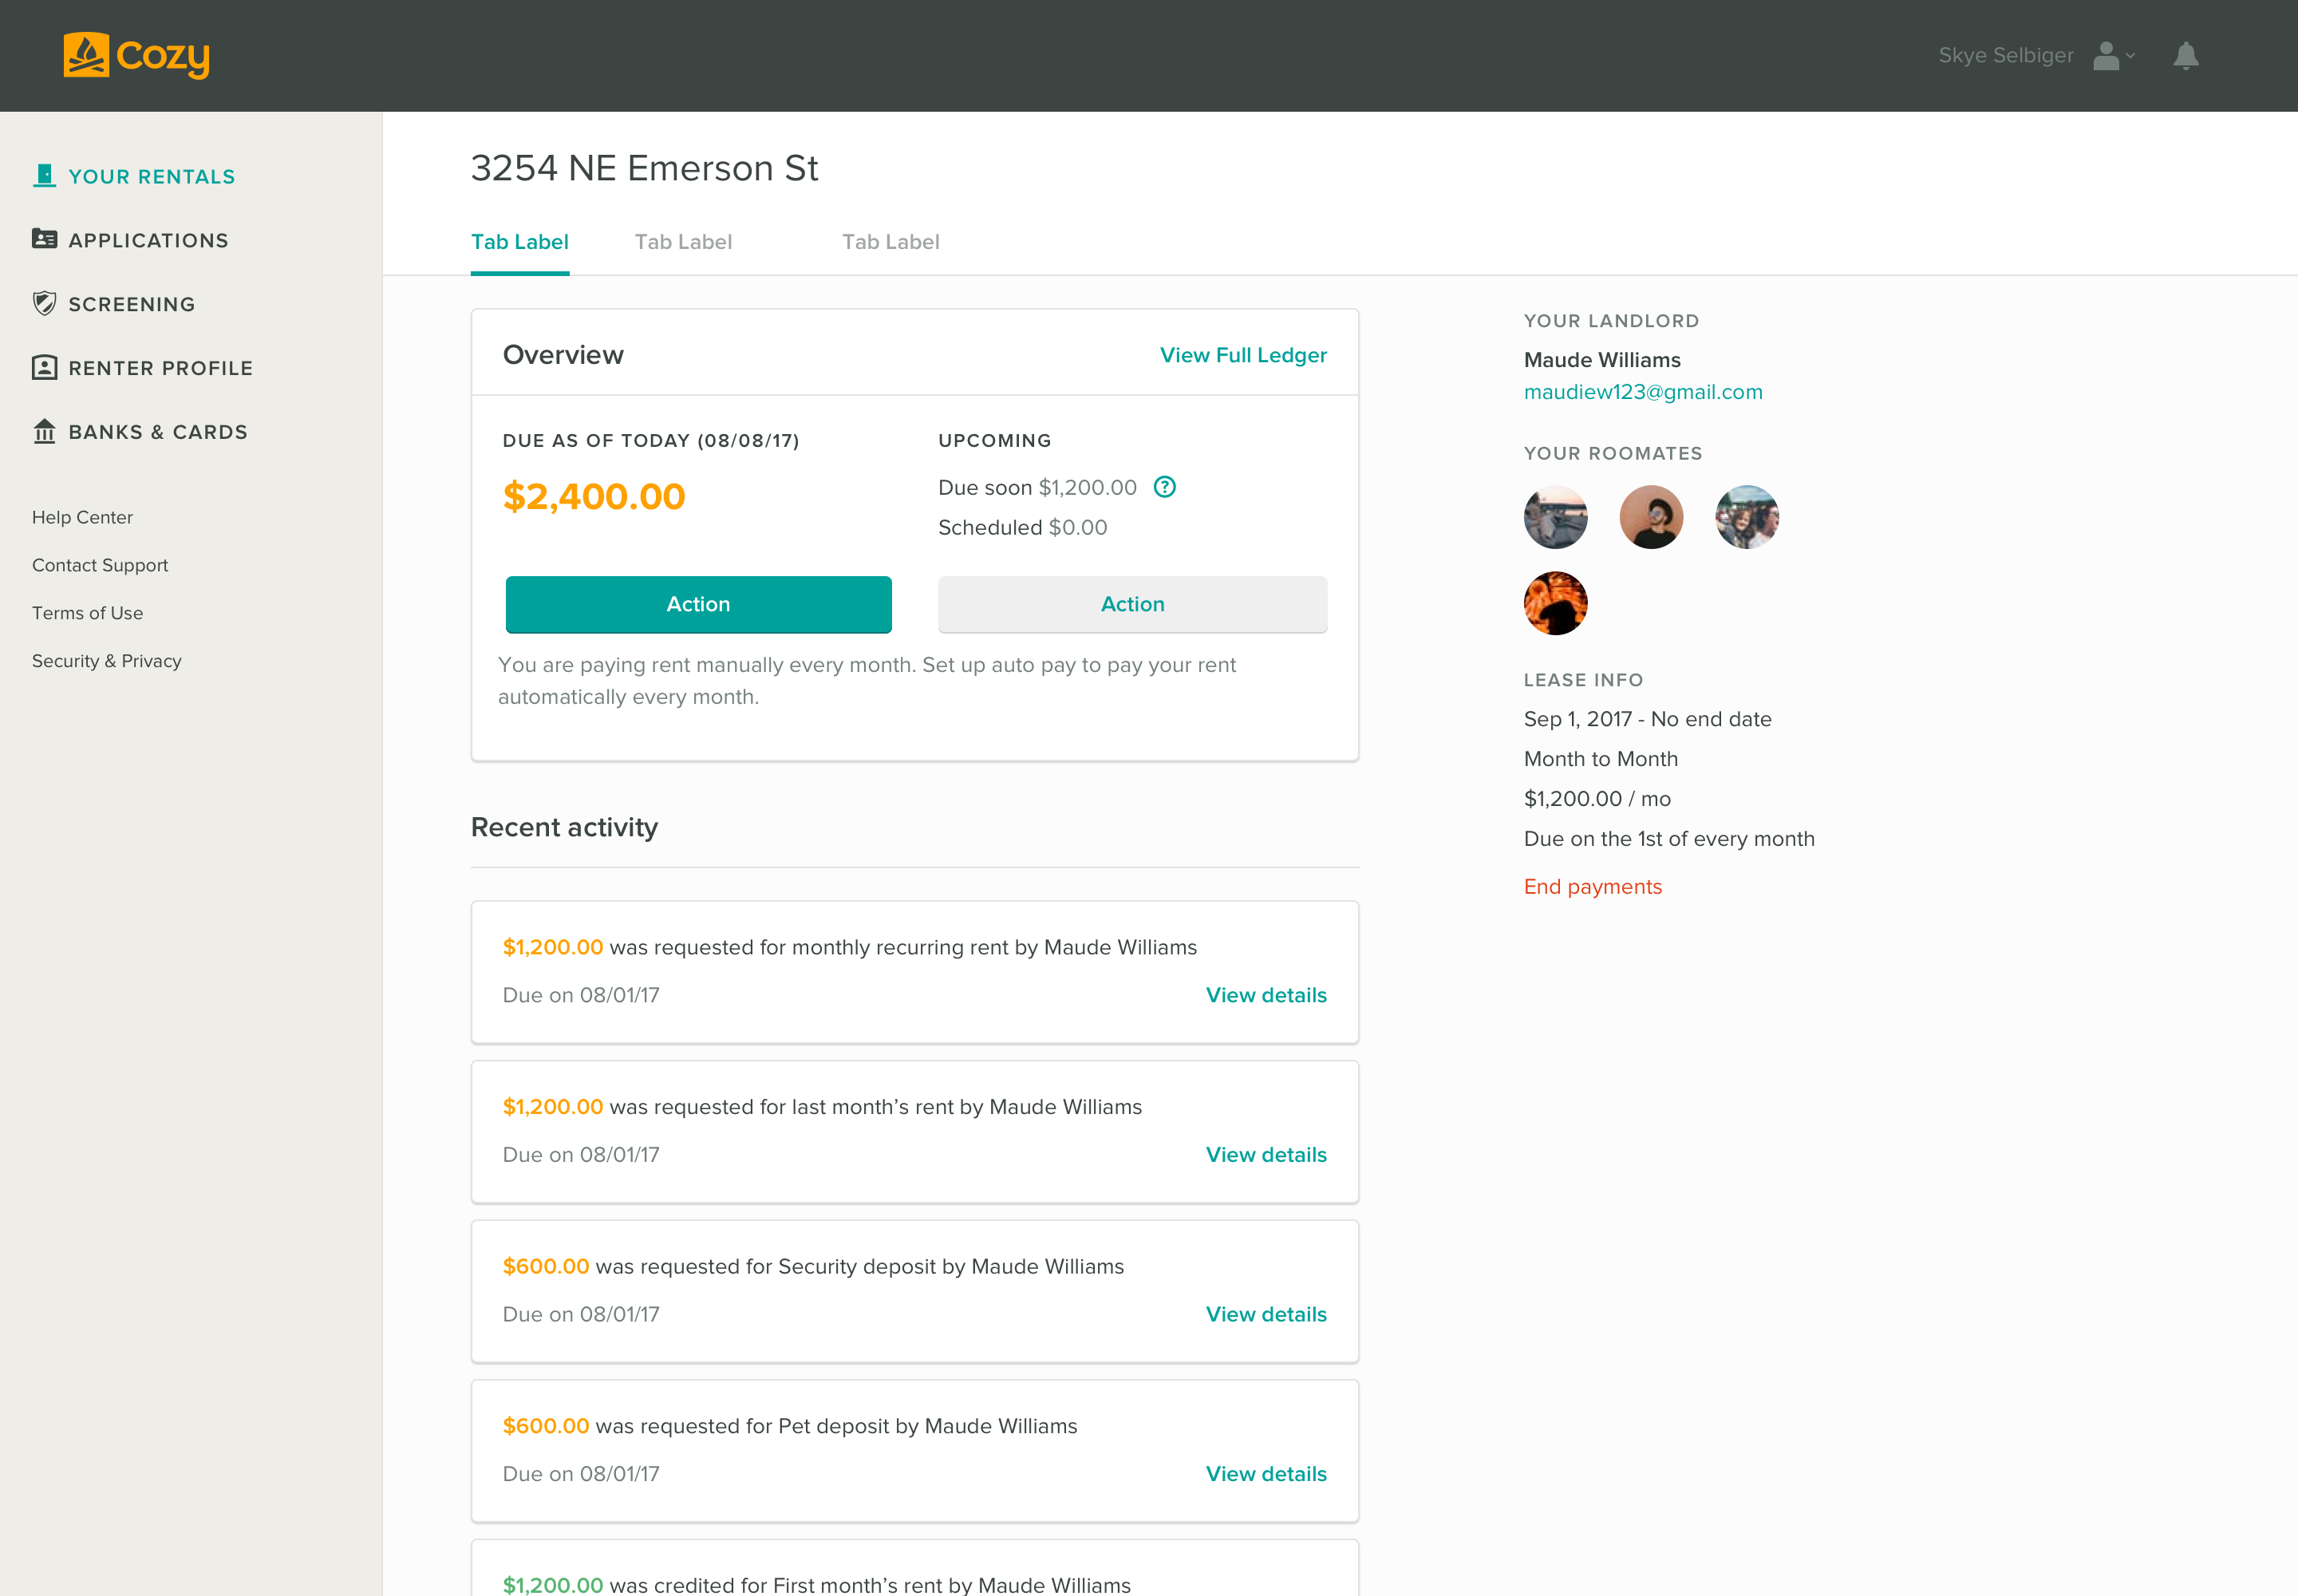 Cozy
Skye Selbiger
YOUR RENTALS
APPLICATIONS
SCREENING
RENTER PROFILE
BANKS & CARDS
Help Center
Contact Support
Terms of Use
Security & Privacy
3254 NE Emerson St
Tab Label
Tab Label
Tab Label
Overview
View Full Ledger
DUE AS OF TODAY (08/08/17)
$2,400.00
UPCOMING
Due soon $1,200.00 ?
Scheduled $0.00
Action
Action
You are paying rent manually every month. Set up auto pay to pay your rent
automatically every month.
Recent activity
$1,200.00 was requested for monthly recurring rent by Maude Williams
Due on 08/01/17
View details
$1,200.00 was requested for last month’s rent by Maude Williams
Due on 08/01/17
View details
$600.00 was requested for Security deposit by Maude Williams
Due on 08/01/17
View details
$600.00 was requested for Pet deposit by Maude Williams
Due on 08/01/17
View details
$1,200.00 was credited for First month’s rent by Maude Williams
YOUR LANDLORD
Maude Williams
maudiew123@gmail.com
YOUR ROOMATES
LEASE INFO
Sep 1, 2017 - No end date
Month to Month
$1,200.00 / mo
Due on the 1st of every month
End payments